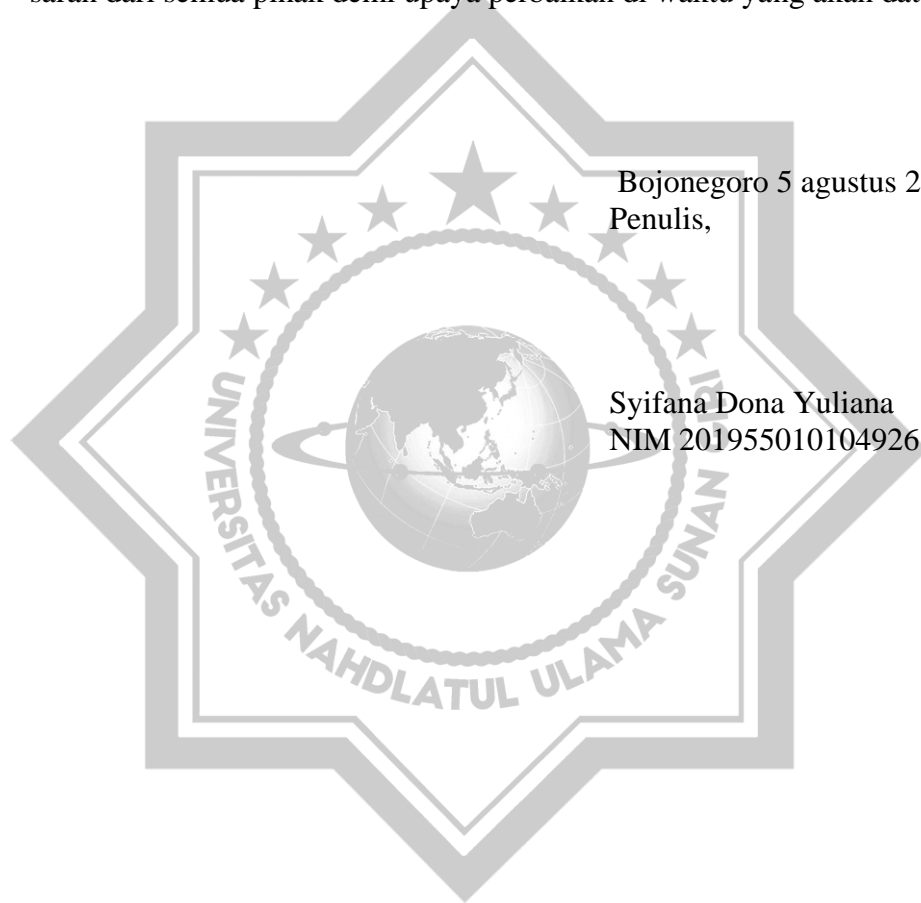 saran dari semua pihak demi upaya perbaikan di waktu yang akan dat
Bojonegoro 5 agustus 2
Penulis,
Syifana Dona Yuliana
NIM 201955010104926
UNIVERSITAS NAHDLATUL ULAMA SUNAN GIRI